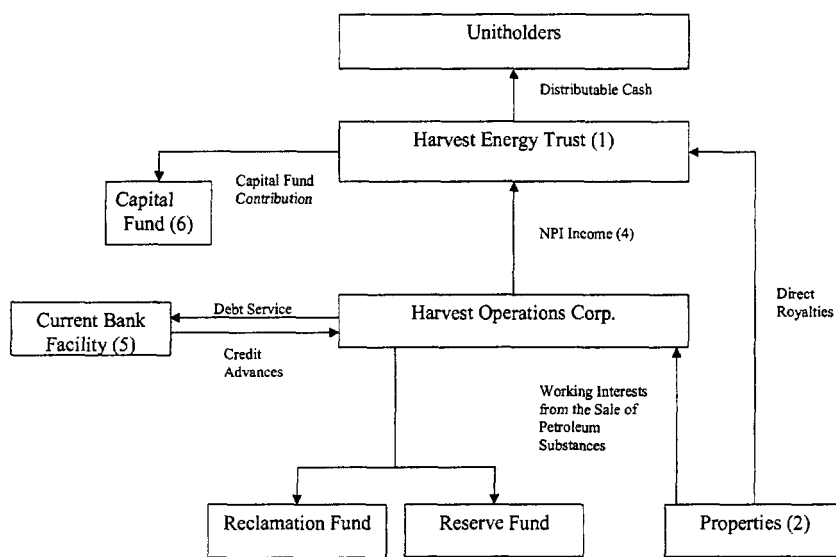 Unitholders
Distributable Cash
Harvest Energy Trust (1)
Capital Fund
Contribution
Capital
Fund (6)
NPI Income (4)
Direct
Royalties
Debt Service
Harvest Operations Corp.
Current Bank
Facility (5)
Credit
Advances
Working Interests
from the Sale of
Petroleum
Substances
Reclamation Fund
Reserve Fund
Properties (2)